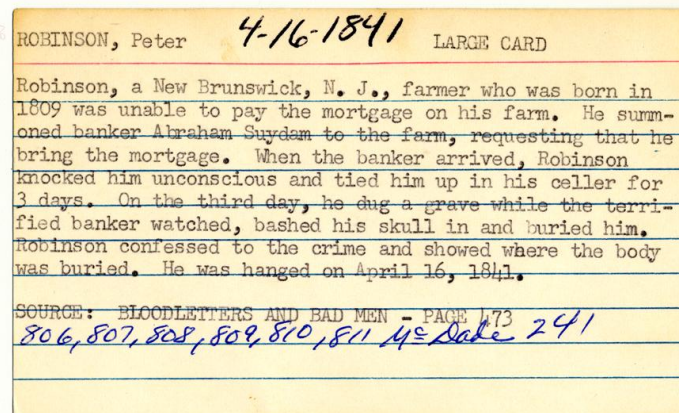 ROBINSON, Peter 4-16-1841 LARGE CARD
Robinson, a New Brunswick, N. J., farmer who was born in
1809 was unable to pay the mortgage on his farm. He summ-
oned banker Abraham Suydam to the farm, requesting that he
bring the mortgage. When the banker arrived, Robinson
knocked him unconscious and tied him up in his celler for
3 days. On the third day, he dug a grave while the terri-
fied banker watched, bashed his skull in and buried him.
Robinson confessed to the crime and showed where the body
was buried. He was hanged on April 16, 1841.
SOURCE: BLOODLETTERS AND BAD MEN - PAGE 473
806, 807, 808, 809, 810, 811 McDade 241